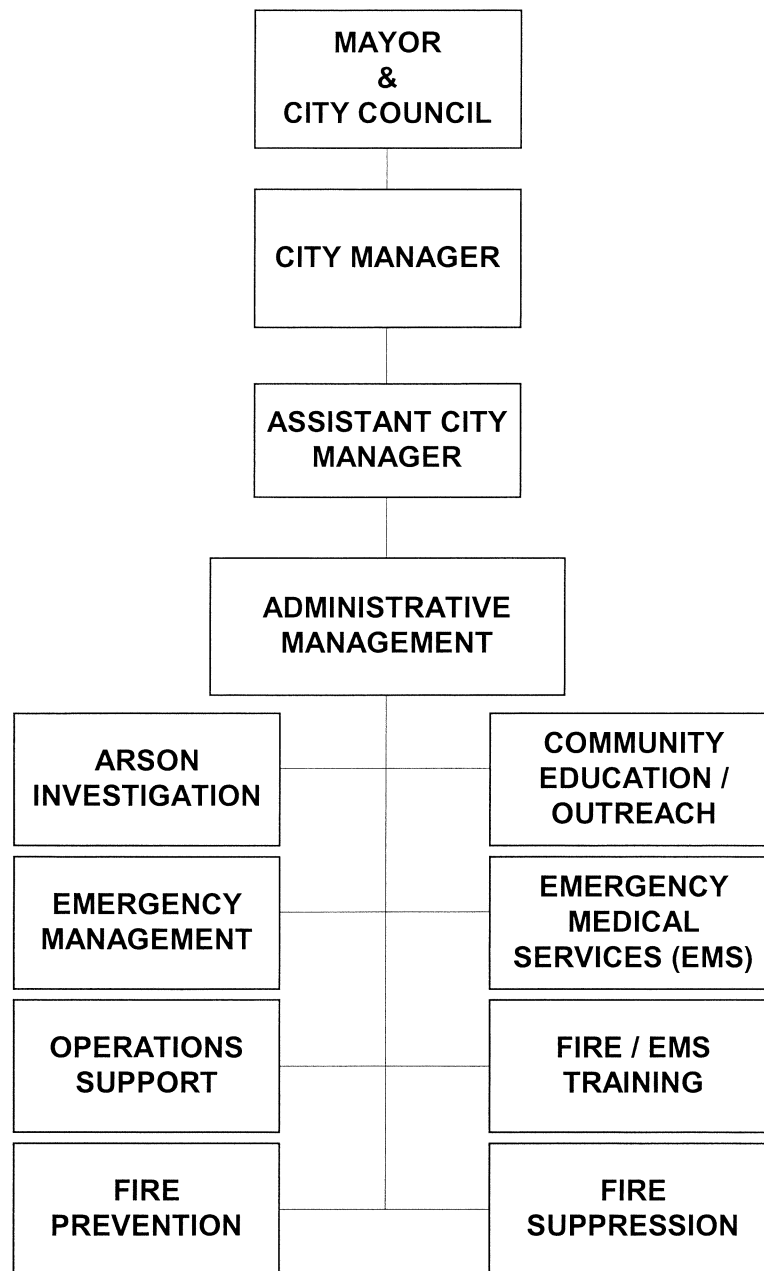 MAYOR
&
CITY COUNCIL
CITY MANAGER
ASSISTANT CITY
MANAGER
ADMINISTRATIVE
MANAGEMENT
ARSON
INVESTIGATION
COMMUNITY
EDUCATION /
OUTREACH
EMERGENCY
MANAGEMENT
EMERGENCY
MEDICAL
SERVICES (EMS)
OPERATIONS
SUPPORT
FIRE / EMS
TRAINING
FIRE
PREVENTION
FIRE
SUPPRESSION